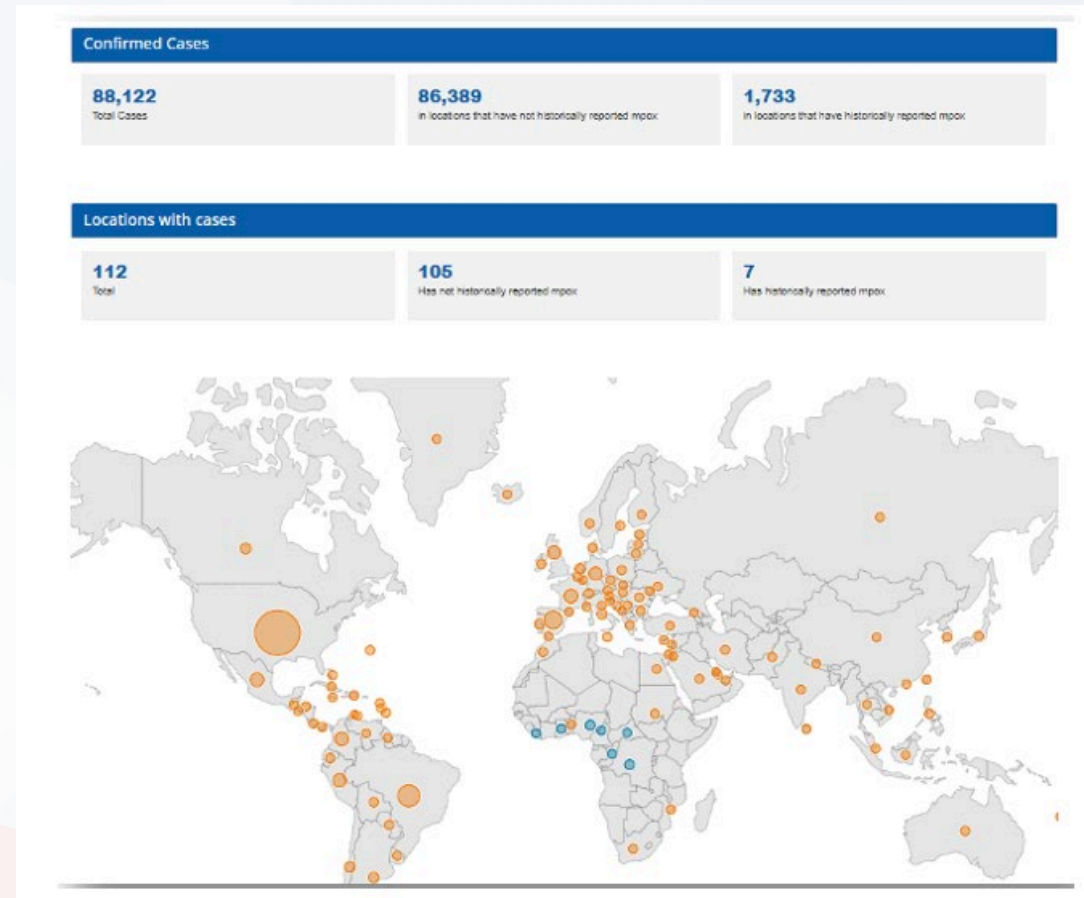 Confirmed Cases
88,122
Total Cases
86,389
in locations that have not historically reported mpox
1,733
in locations that have historically reported mpox
Locations with cases
112
Total
105
Has not historically reported mpox
7
Has historically reported mpox